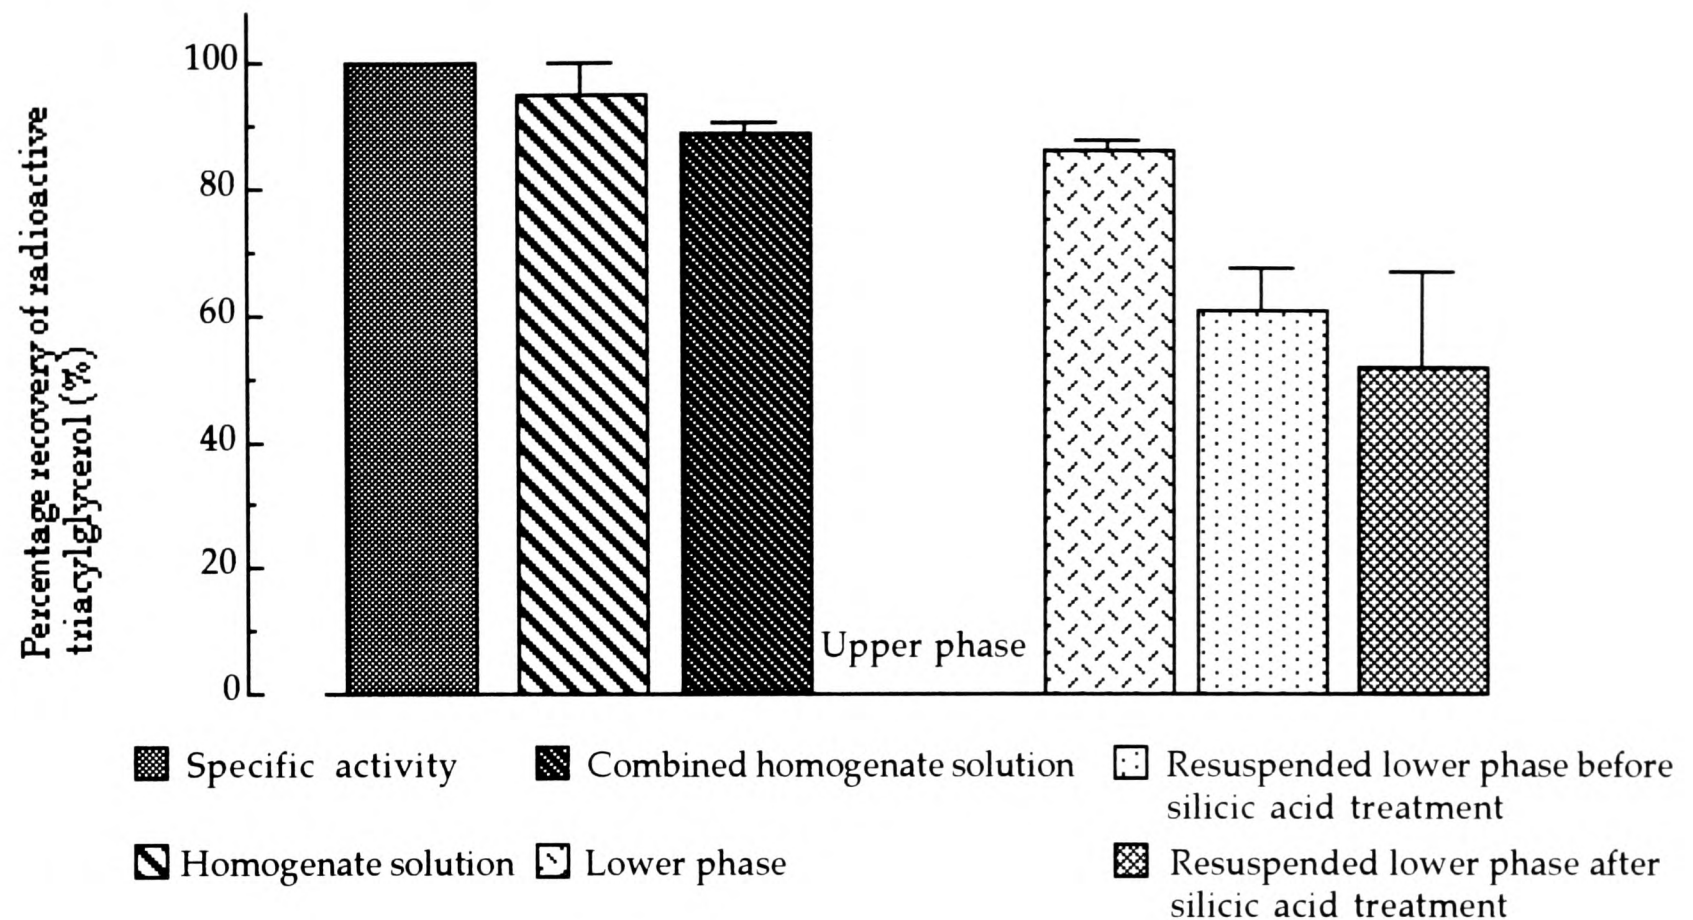 Percentage recovery of radioactive
triacylglycerol (%)
100
80
60
40
20
0
Upper phase
Specific activity
Combined homogenate solution
Resuspended lower phase before
silicic acid treatment
Homogenate solution
Lower phase
Resuspended lower phase after
silicic acid treatment